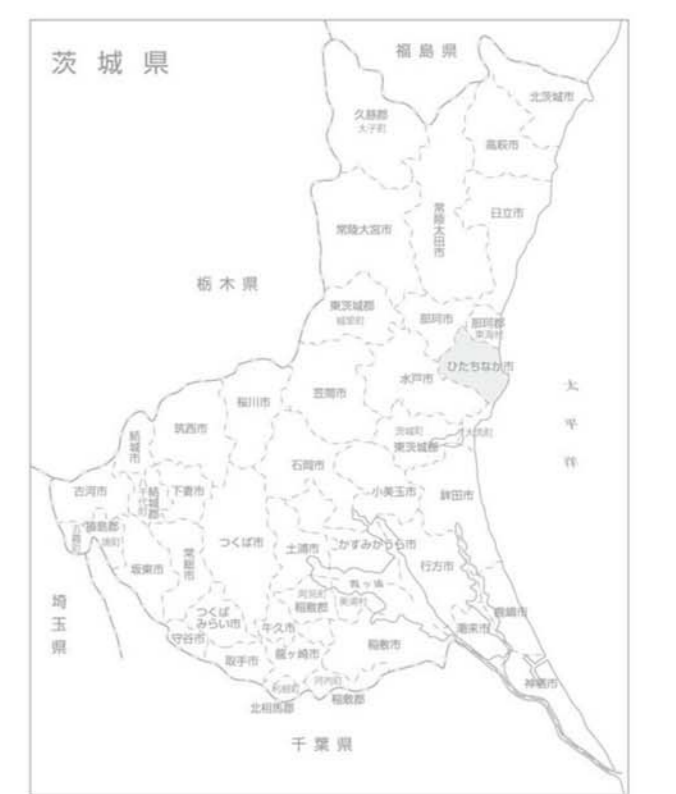 茨城県
福島県
北茨城市
久慈郡
大子町
高萩市
日立市
常陸太田市
常陸大宮市
栃木県
東茨城郡
城里町
那珂市
那珂郡
東海村
ひたちなか市
水戸市
笠間市
桜川市
太平洋
筑西市
結城市
茨城町
東茨城郡
大洗町
石岡市
小美玉市
鉾田市
古河市
八千代町
結城郡
下妻市
五霞町
猿島郡
境町
坂東市
常総市
つくば市
土浦市
かすみがうら市
行方市
霞ヶ浦
阿見町
稲敷郡
美浦村
鹿嶋市
潮来市
埼玉県
つくば
みらい市
守谷市
牛久市
龍ヶ崎市
稲敷市
取手市
利根町
河内町
北相馬郡
稲敷郡
神栖市
千葉県